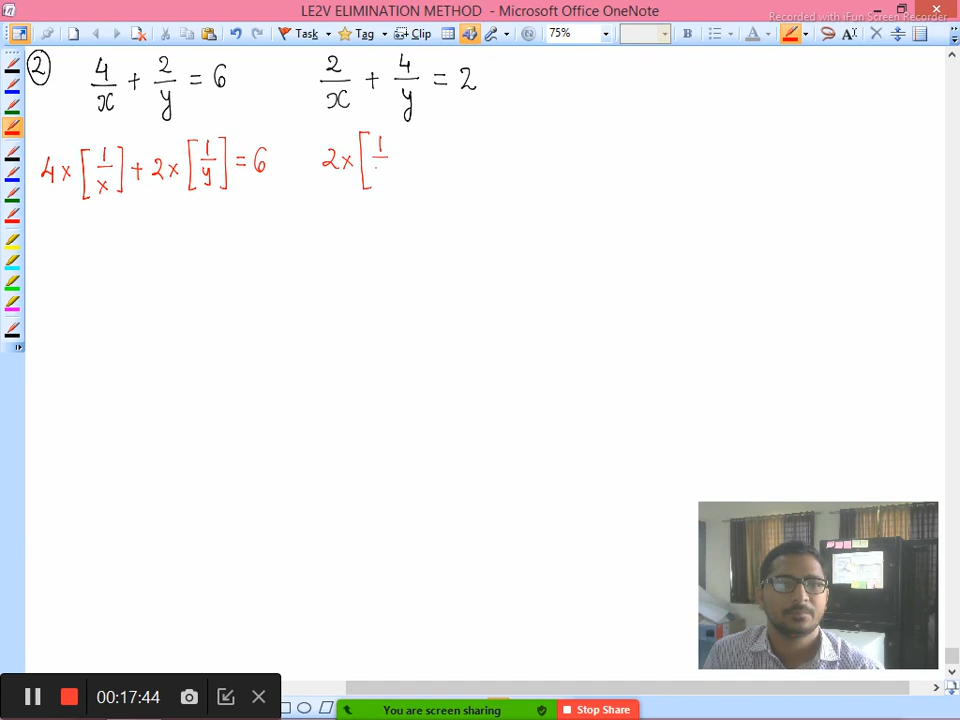 LE2V ELIMINATION METHOD - Microsoft Office OneNote
Recorded with iFun Screen Recorder
Task Tag Clip 75% B A
2 4/x + 2/y = 6 2/x + 4/y = 2
4 × [1/x] + 2 × [1/y] = 6 2 × [1
00:17:44 You are screen sharing Stop Share